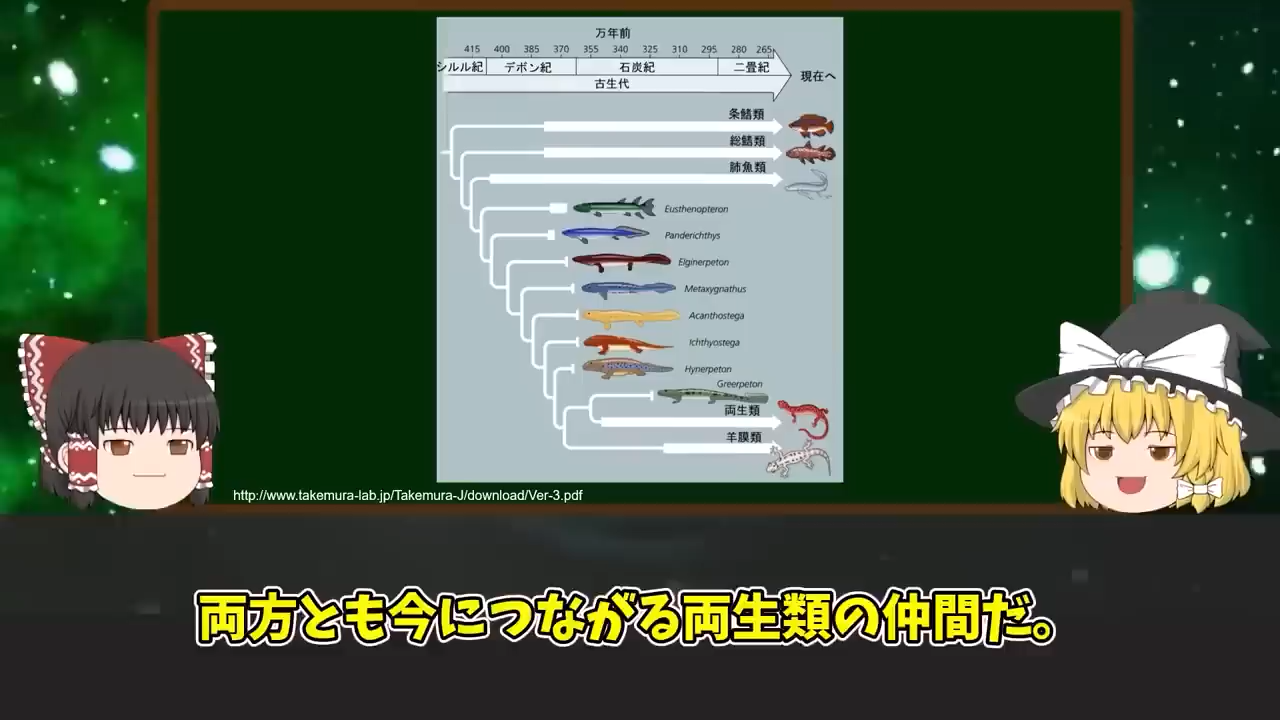 万年前
415 400 385 370 355 340 325 310 295 280 265
シルル紀 デボン紀 石炭紀 二畳紀
現在へ
古生代
条鰭類
総鰭類
肺魚類
Eusthenopteron
Panderichthys
Elginerpeton
Metaxygnathus
Acanthostega
Ichthyostega
Hynerpeton
Greerpeton
両生類
羊膜類
http://www.takemura-lab.jp/Takemura-J/download/Ver-3.pdf
両方とも今につながる両生類の仲間だ。